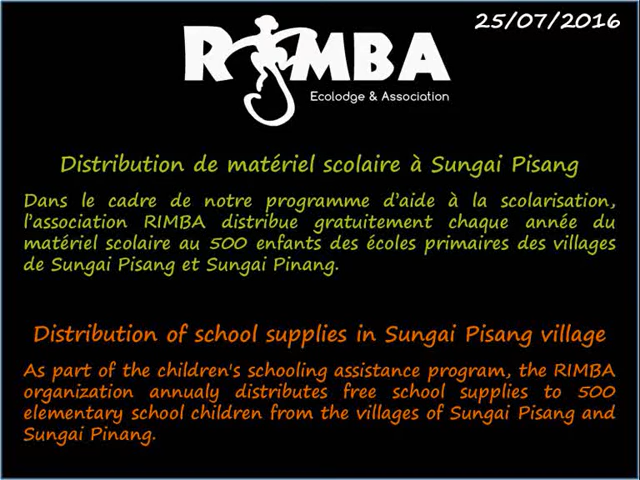 25/07/2016
RIMBA
Ecolodge & Association
Distribution de matériel scolaire à Sungai Pisang
Dans le cadre de notre programme d'aide à la scolarisation,
l'association RIMBA distribue gratuitement chaque année du
matériel scolaire au 500 enfants des écoles primaires des villages
de Sungai Pisang et Sungai Pinang.
Distribution of school supplies in Sungai Pisang village
As part of the children's schooling assistance program, the RIMBA
organization annualy distributes free school supplies to 500
elementary school children from the villages of Sungai Pisang and
Sungai Pinang.